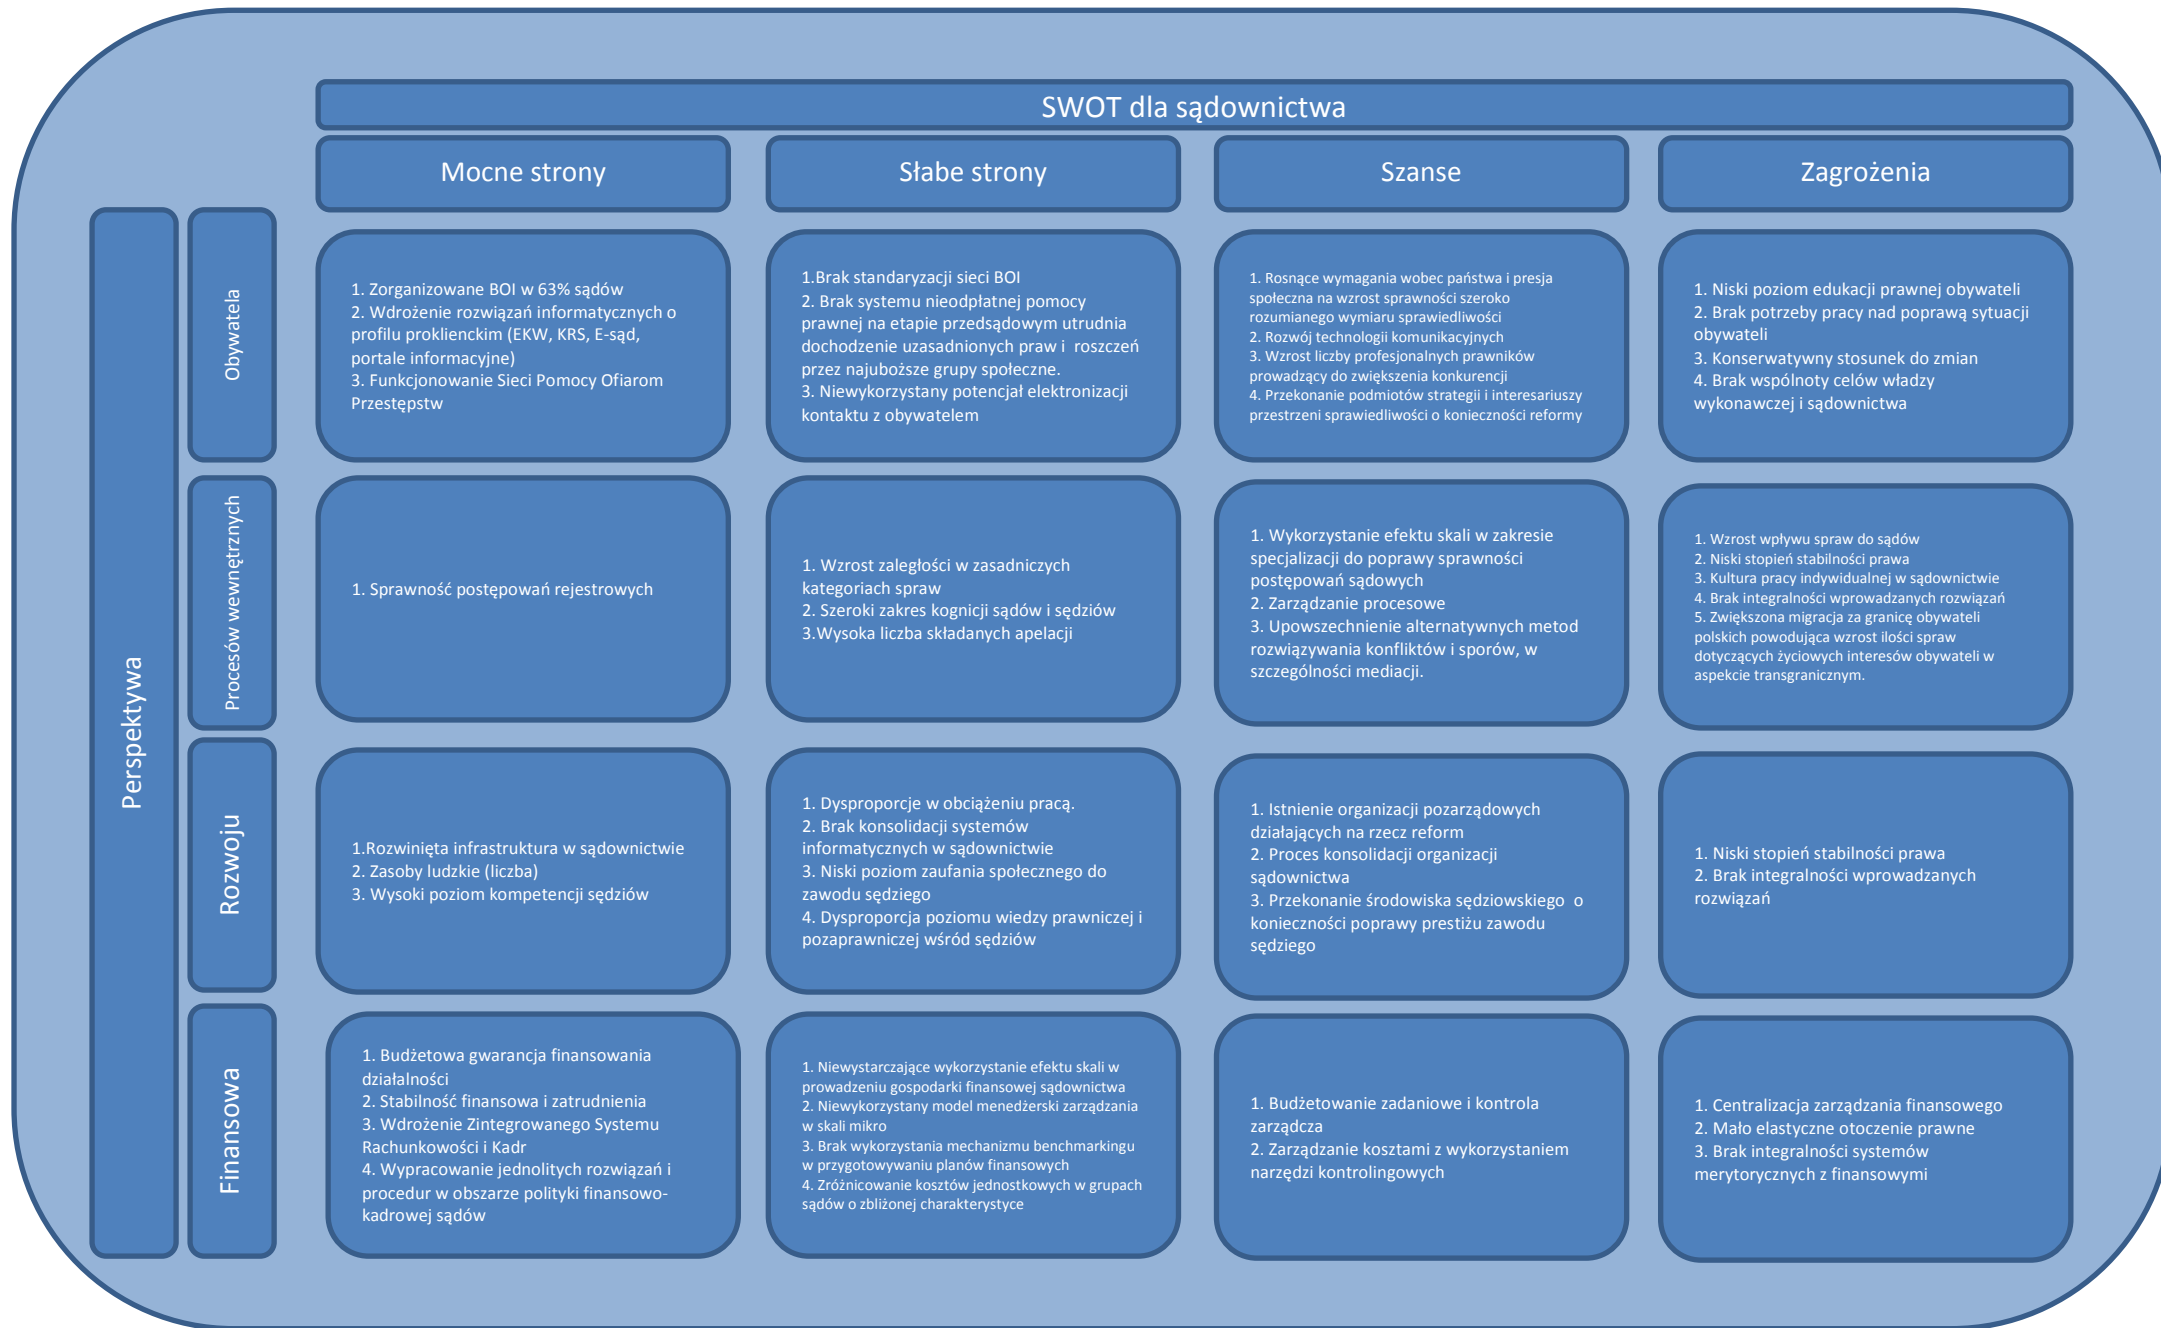 SWOT dla sądownictwa
Mocne strony
Słabe strony
Szanse
Zagrożenia
Perspektywa
Obywatela
1. Zorganizowane BOI w 63% sądów
2. Wdrożenie rozwiązań informatycznych o
profilu proklienckim (EKW, KRS, E-sąd,
portale informacyjne)
3. Funkcjonowanie Sieci Pomocy Ofiarom
Przestępstw
1.Brak standaryzacji sieci BOI
2. Brak systemu nieodpłatnej pomocy
prawnej na etapie przedsądowym utrudnia
dochodzenie uzasadnionych praw i roszczeń
przez najuboższe grupy społeczne.
3. Niewykorzystany potencjał elektronizacji
kontaktu z obywatelem
1. Rosnące wymagania wobec państwa i presja
społeczna na wzrost sprawności szeroko
rozumianego wymiaru sprawiedliwości
2. Rozwój technologii komunikacyjnych
3. Wzrost liczby profesjonalnych prawników
prowadzący do zwiększenia konkurencji
4. Przekonanie podmiotów strategii i interesariuszy
przestrzeni sprawiedliwości o konieczności reformy
1. Niski poziom edukacji prawnej obywateli
2. Brak potrzeby pracy nad poprawą sytuacji
obywateli
3. Konserwatywny stosunek do zmian
4. Brak wspólnoty celów władzy
wykonawczej i sądownictwa
Procesów wewnętrznych
1. Sprawność postępowań rejestrowych
1. Wzrost zaległości w zasadniczych
kategoriach spraw
2. Szeroki zakres kognicji sądów i sędziów
3.Wysoka liczba składanych apelacji
1. Wykorzystanie efektu skali w zakresie
specjalizacji do poprawy sprawności
postępowań sądowych
2. Zarządzanie procesowe
3. Upowszechnienie alternatywnych metod
rozwiązywania konfliktów i sporów, w
szczególności mediacji.
1. Wzrost wpływu spraw do sądów
2. Niski stopień stabilności prawa
3. Kultura pracy indywidualnej w sądownictwie
4. Brak integralności wprowadzanych rozwiązań
5. Zwiększona migracja za granicę obywateli
polskich powodująca wzrost ilości spraw
dotyczących życiowych interesów obywateli w
aspekcie transgranicznym.
Rozwoju
1.Rozwinięta infrastruktura w sądownictwie
2. Zasoby ludzkie (liczba)
3. Wysoki poziom kompetencji sędziów
1. Dysproporcje w obciążeniu pracą.
2. Brak konsolidacji systemów
informatycznych w sądownictwie
3. Niski poziom zaufania społecznego do
zawodu sędziego
4. Dysproporcja poziomu wiedzy prawniczej i
pozaprawniczej wśród sędziów
1. Istnienie organizacji pozarządowych
działających na rzecz reform
2. Proces konsolidacji organizacji
sądownictwa
3. Przekonanie środowiska sędziowskiego o
konieczności poprawy prestiżu zawodu
sędziego
1. Niski stopień stabilności prawa
2. Brak integralności wprowadzanych
rozwiązań
Finansowa
1. Budżetowa gwarancja finansowania
działalności
2. Stabilność finansowa i zatrudnienia
3. Wdrożenie Zintegrowanego Systemu
Rachunkowości i Kadr
4. Wypracowanie jednolitych rozwiązań i
procedur w obszarze polityki finansowo-
kadrowej sądów
1. Niewystarczające wykorzystanie efektu skali w
prowadzeniu gospodarki finansowej sądownictwa
2. Niewykorzystany model menedżerski zarządzania
w skali mikro
3. Brak wykorzystania mechanizmu benchmarkingu
w przygotowywaniu planów finansowych
4. Zróżnicowanie kosztów jednostkowych w grupach
sądów o zbliżonej charakterystyce
1. Budżetowanie zadaniowe i kontrola
zarządcza
2. Zarządzanie kosztami z wykorzystaniem
narzędzi kontrolingowych
1. Centralizacja zarządzania finansowego
2. Mało elastyczne otoczenie prawne
3. Brak integralności systemów
merytorycznych z finansowymi